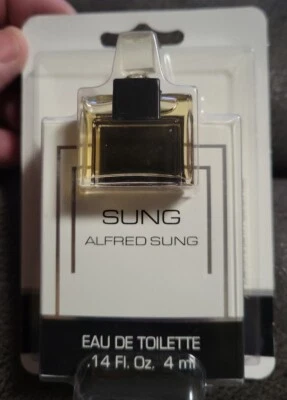 SUNG
ALFRED SUNG
EAU DE TOILETTE
.14 Fl. Oz. 4 ml